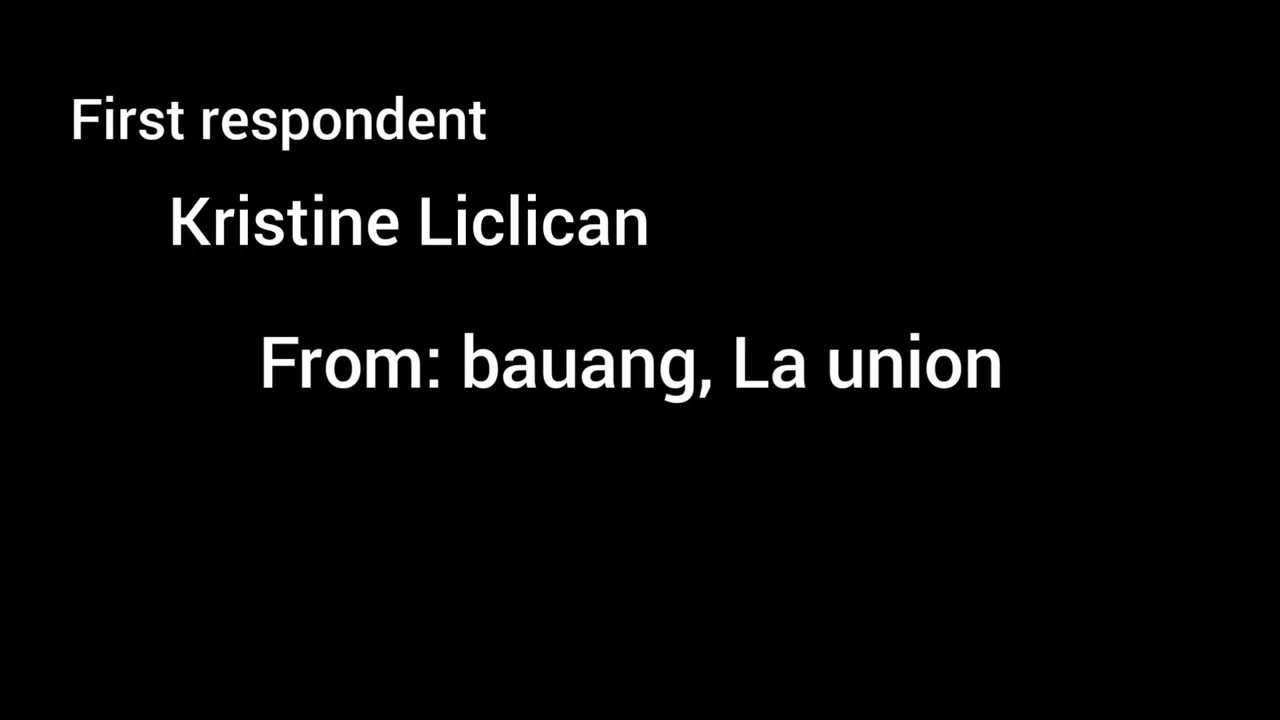 First respondent
Kristine Liclican
From: bauang, La union